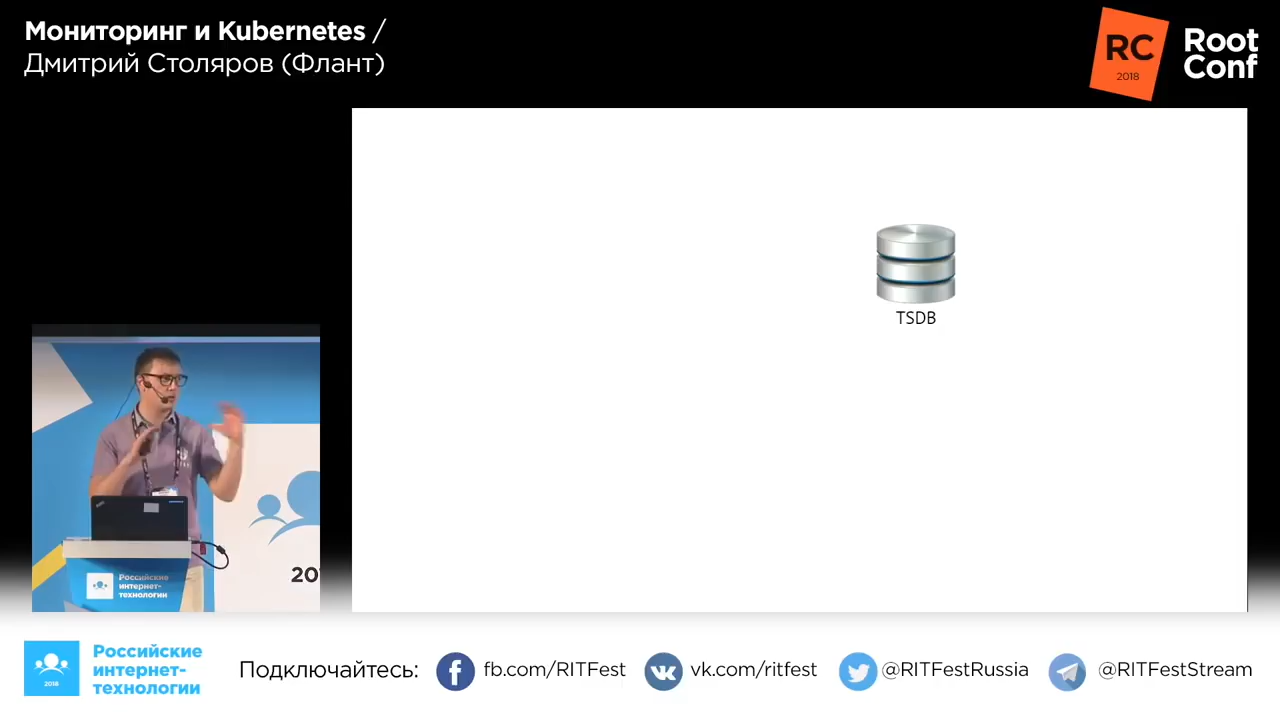 Мониторинг и Kubernetes /
Дмитрий Столяров (Флант)
RC
2018
Root
Conf
TSDB
Российские
интернет-
технологии
20
2018
Российские
интернет-
технологии
Подключайтесь:
fb.com/RITFest
vk.com/ritfest
@RITFestRussia
@RITFestStream